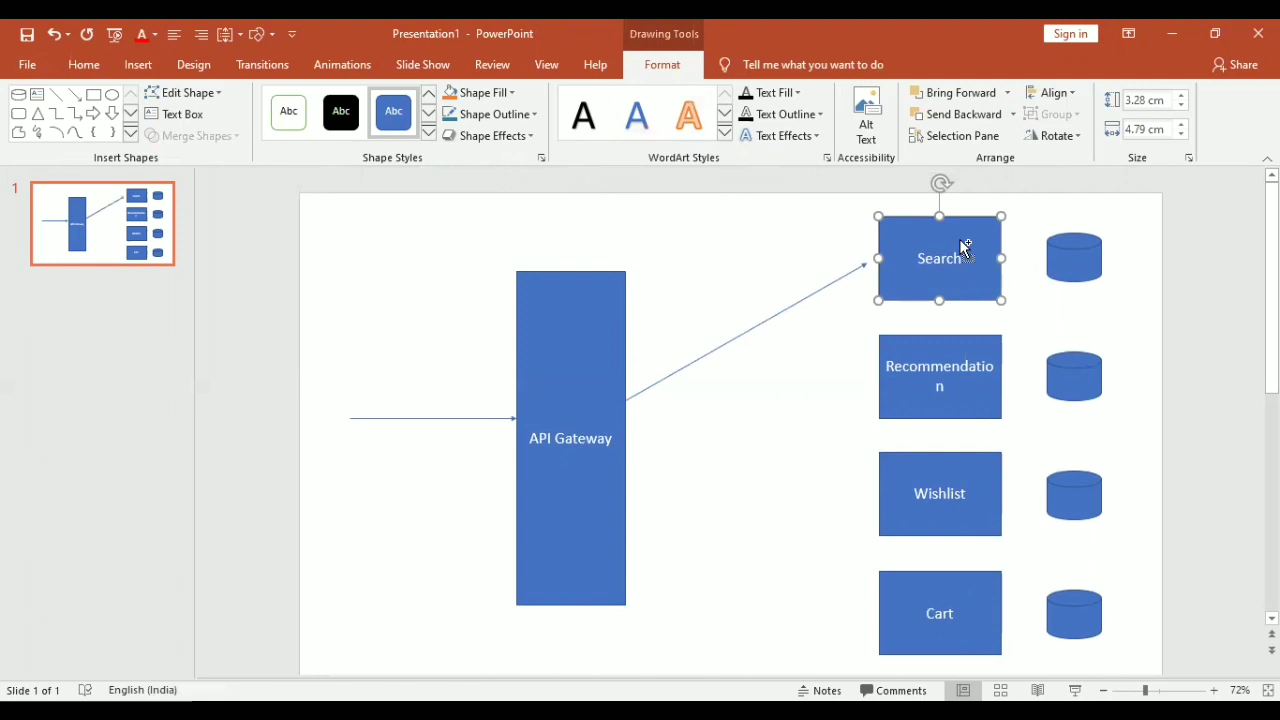 Presentation1 - PowerPoint
Drawing Tools
Sign in
File
Home
Insert
Design
Transitions
Animations
Slide Show
Review
View
Help
Format
Tell me what you want to do
Share
Edit Shape
Text Box
Merge Shapes
Insert Shapes
Abc
Abc
Abc
Shape Fill
Shape Outline
Shape Effects
Shape Styles
A
A
A
Text Fill
Text Outline
Text Effects
WordArt Styles
Alt
Text
Accessibility
Bring Forward
Send Backward
Selection Pane
Align
Group
Rotate
Arrange
3.28 cm
4.79 cm
Size
1
API Gateway
Search
Recommendatio
n
Wishlist
Cart
Slide 1 of 1
English (India)
Notes
Comments
72%